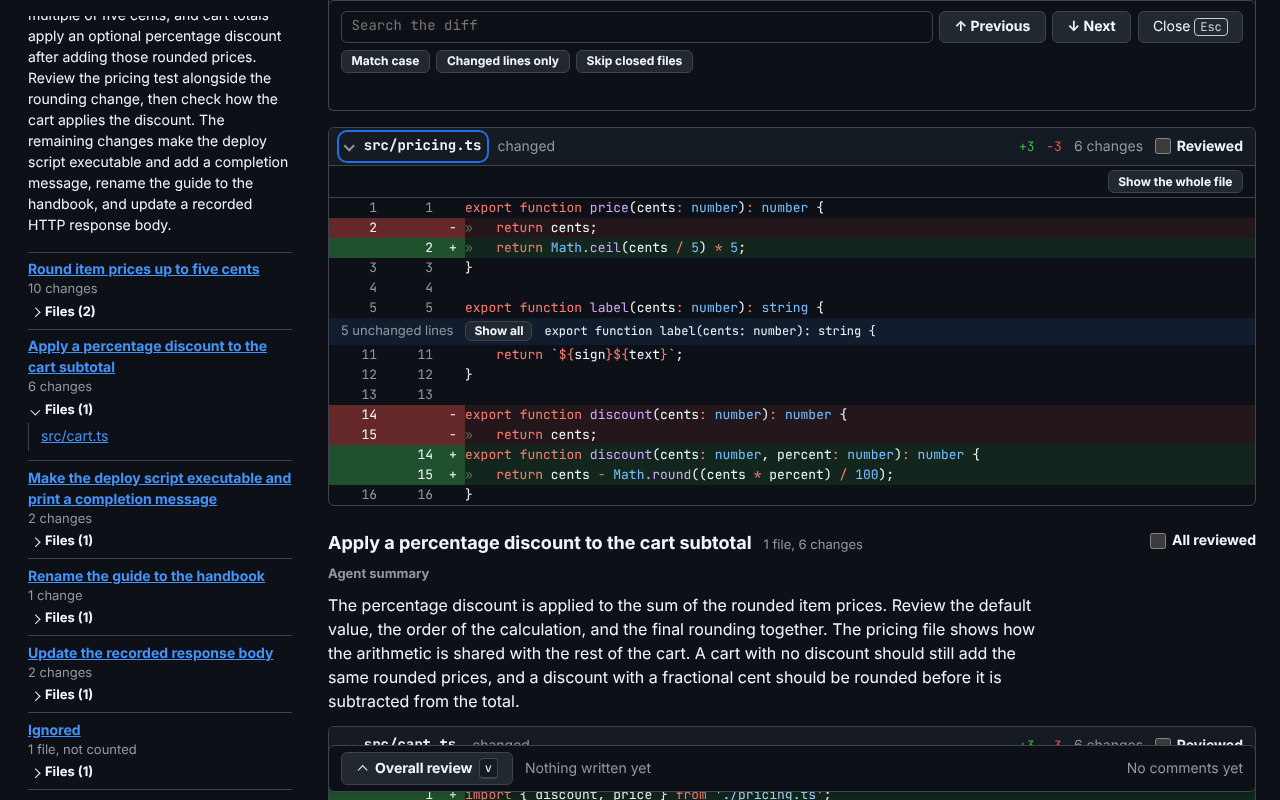 multiple of five cents, and cart totals
apply an optional percentage discount
after adding those rounded prices.
Review the pricing test alongside the
rounding change, then check how the
cart applies the discount. The
remaining changes make the deploy
script executable and add a completion
message, rename the guide to the
handbook, and update a recorded
HTTP response body.
Round item prices up to five cents
10 changes
Files (2)
Apply a percentage discount to the
cart subtotal
6 changes
Files (1)
src/cart.ts
Make the deploy script executable and
print a completion message
2 changes
Files (1)
Rename the guide to the handbook
1 change
Files (1)
Update the recorded response body
2 changes
Files (1)
Ignored
1 file, not counted
Files (1)
Search the diff
↑ Previous
↓ Next
Close Esc
Match case
Changed lines only
Skip closed files
src/pricing.ts changed +3 -3 6 changes Reviewed
Show the whole file
1 1 export function price(cents: number): number {
2 - » return cents;
2 + » return Math.ceil(cents / 5) * 5;
3 3 }
4 4
5 5 export function label(cents: number): string {
5 unchanged lines Show all export function label(cents: number): string {
11 11 return `${sign}${text}`;
12 12 }
13 13
14 - export function discount(cents: number): number {
15 - » return cents;
14 + export function discount(cents: number, percent: number): number {
15 + » return cents - Math.round((cents * percent) / 100);
16 16 }
Apply a percentage discount to the cart subtotal 1 file, 6 changes All reviewed
Agent summary
The percentage discount is applied to the sum of the rounded item prices. Review the default
value, the order of the calculation, and the final rounding together. The pricing file shows how
the arithmetic is shared with the rest of the cart. A cart with no discount should still add the
same rounded prices, and a discount with a fractional cent should be rounded before it is
subtracted from the total.
src/cart.ts changed +3 -3 6 changes Reviewed
Overall review v Nothing written yet No comments yet
1 + import { discount, price } from './pricing.ts';